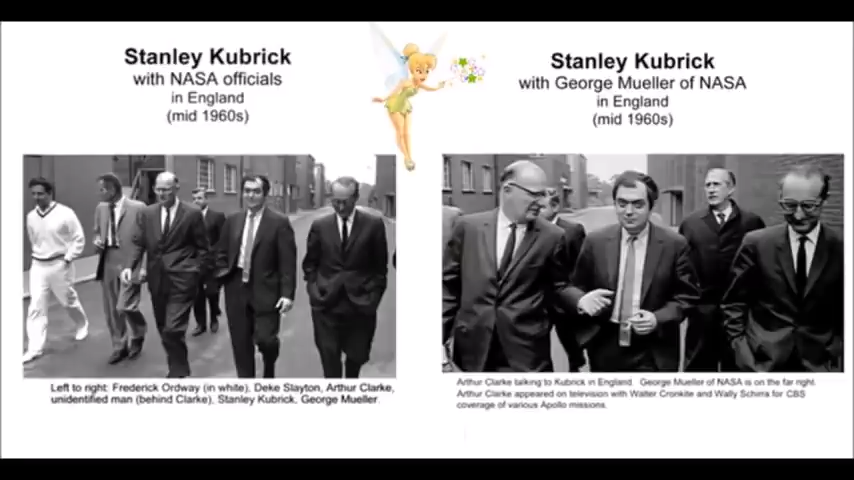 Stanley Kubrick
with NASA officials
in England
(mid 1960s)
Left to right: Frederick Ordway (in white), Deke Slayton, Arthur Clarke,
unidentified man (behind Clarke), Stanley Kubrick, George Mueller.
Stanley Kubrick
with George Mueller of NASA
in England
(mid 1960s)
Arthur Clarke talking to Kubrick in England. George Mueller of NASA is on the far right.
Arthur Clarke appeared on television with Walter Cronkite and Wally Schirra for CBS
coverage of various Apollo missions.